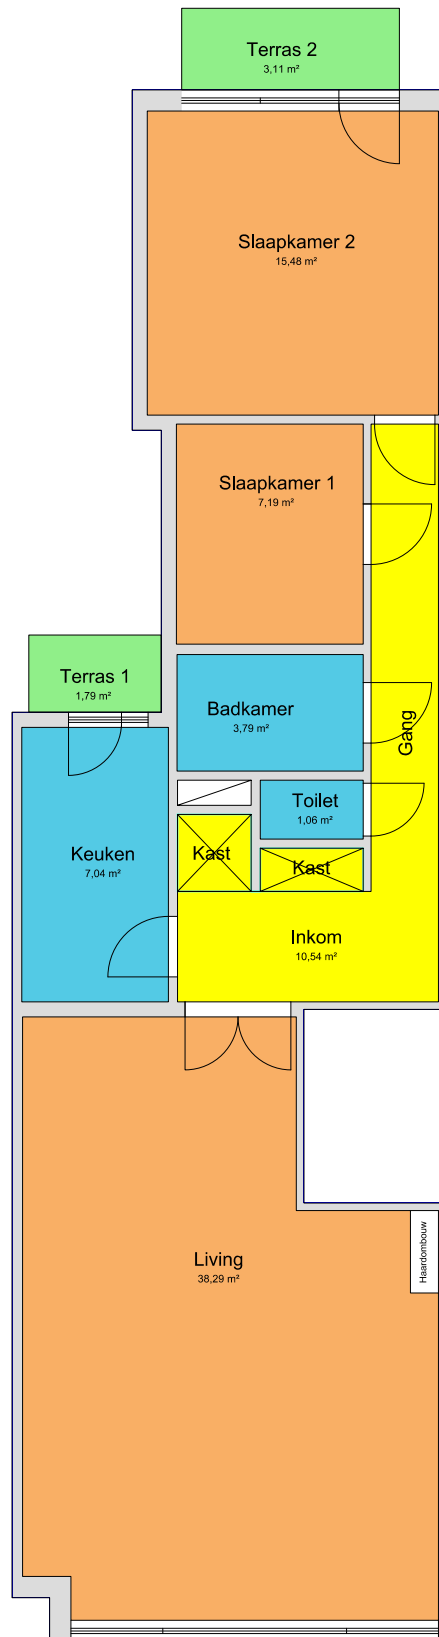 Terras 2
3,11 m²
Slaapkamer 2
15,48 m²
Slaapkamer 1
7,19 m²
Terras 1
1,79 m²
Badkamer
3,79 m²
Gang
Toilet
1,06 m²
Keuken
7,04 m²
Kast
Kast
Inkom
10,54 m²
Living
38,29 m²
Haardombouw